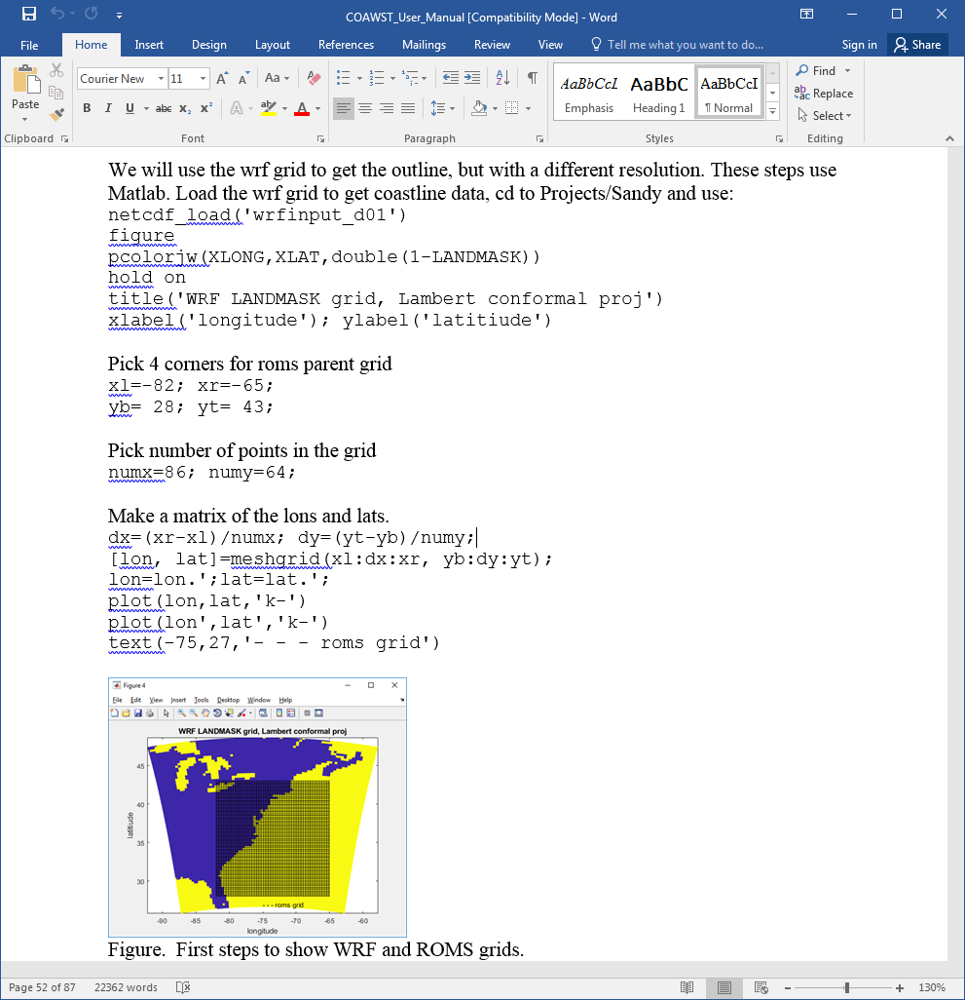 COAWST_User_Manual [Compatibility Mode] - Word
File Home Insert Design Layout References Mailings Review View Tell me what you want to do... Sign in Share
Courier New 11 Aa
Paste
B I U abc x₂ x² A ab A
AaBbCcI AaBbC AaBbCcI
Emphasis Heading 1 ¶ Normal
Find
Replace
Select
Clipboard Font Paragraph Styles Editing
We will use the wrf grid to get the outline, but with a different resolution. These steps use
Matlab. Load the wrf grid to get coastline data, cd to Projects/Sandy and use:
netcdf_load('wrfinput_d01')
figure
pcolorjw(XLONG,XLAT,double(1-LANDMASK))
hold on
title('WRF LANDMASK grid, Lambert conformal proj')
xlabel('longitude'); ylabel('latitiude')
Pick 4 corners for roms parent grid
xl=-82; xr=-65;
yb= 28; yt= 43;
Pick number of points in the grid
numx=86; numy=64;
Make a matrix of the lons and lats.
dx=(xr-xl)/numx; dy=(yt-yb)/numy;
[lon, lat]=meshgrid(xl:dx:xr, yb:dy:yt);
lon=lon.';lat=lat.';
plot(lon,lat,'k-')
plot(lon',lat','k-')
text(-75,27,'- - - roms grid')
Figure 4
File Edit View Insert Tools Desktop Window Help
WRF LANDMASK grid, Lambert conformal proj
45
40
35
30
latitiude
- - - roms grid
-90 -85 -80 -75 -70 -65 -60
longitude
Figure.  First steps to show WRF and ROMS grids.
Page 52 of 87 22362 words 130%